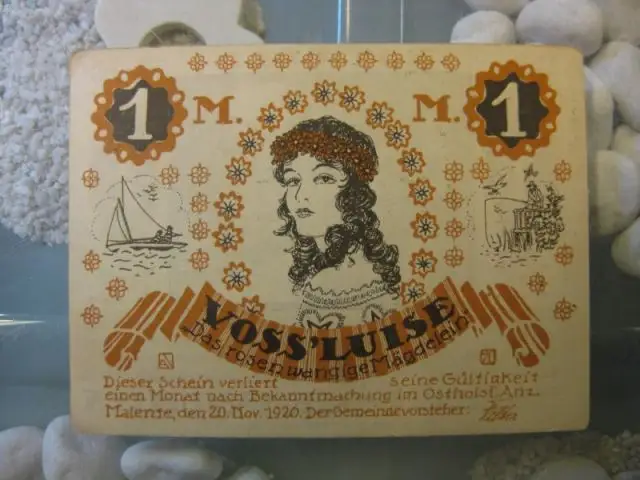 1 M. M. 1
VOSS'LUISE
„Das rosenwangige Mägdelein"
Dieser Schein verliert seine Gültigkeit
einen Monat nach Bekanntmachung im Ostholst. Anz.
Malente, den 20. Nov. 1920. Der Gemeindevorsteher: